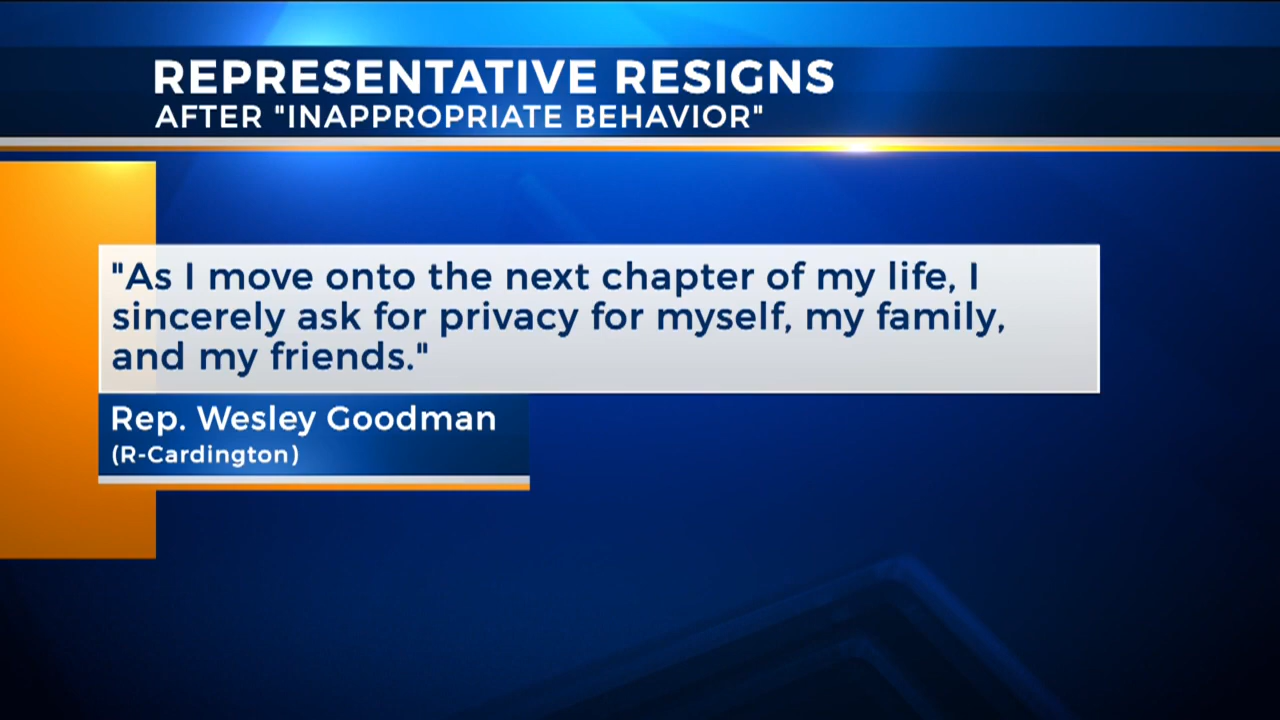 REPRESENTATIVE RESIGNS
AFTER "INAPPROPRIATE BEHAVIOR"
"As I move onto the next chapter of my life, I
sincerely ask for privacy for myself, my family,
and my friends."
Rep. Wesley Goodman
(R-Cardington)